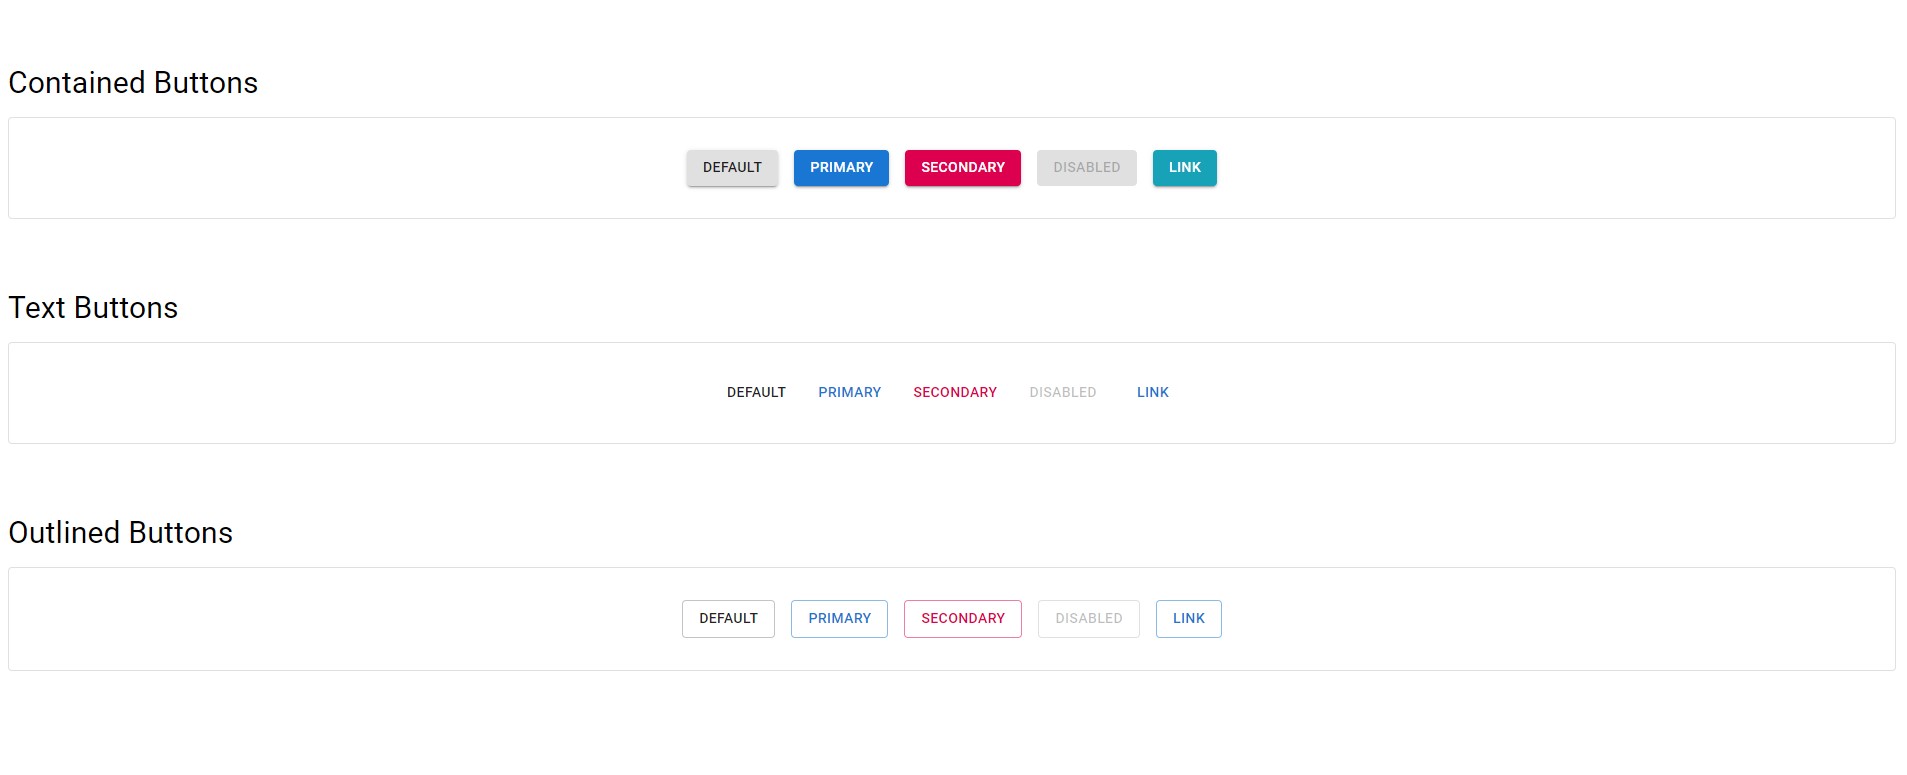 Contained Buttons
DEFAULT PRIMARY SECONDARY DISABLED LINK
Text Buttons
DEFAULT PRIMARY SECONDARY DISABLED LINK
Outlined Buttons
DEFAULT PRIMARY SECONDARY DISABLED LINK